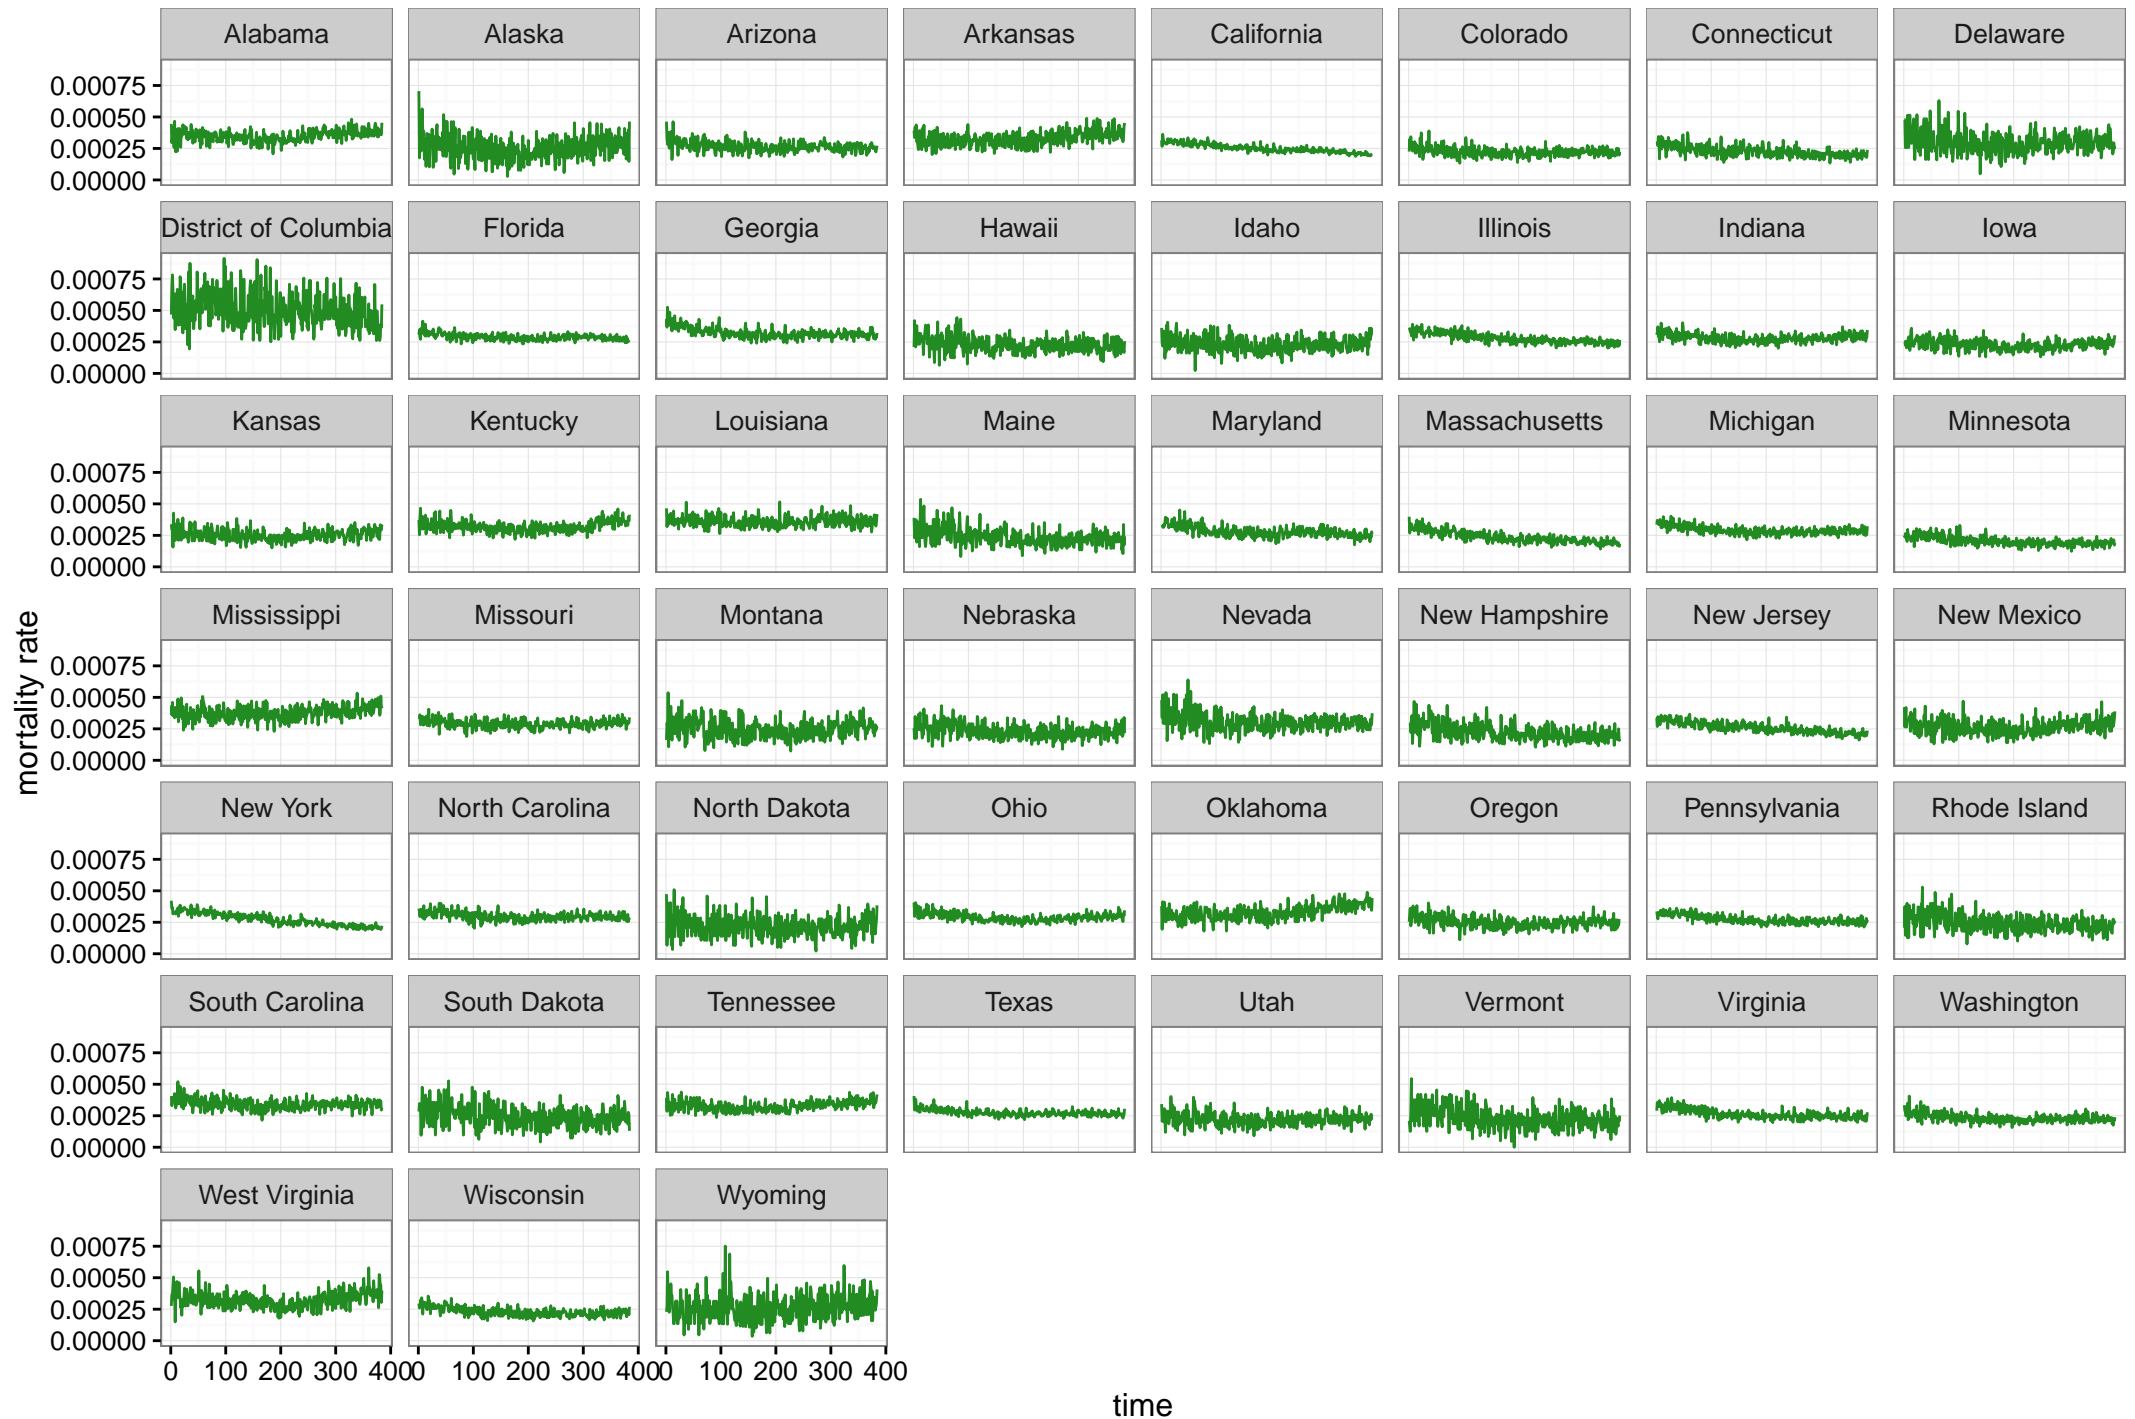 Alabama Alaska Arizona Arkansas California Colorado Connecticut Delaware
0.00075
0.00050
0.00025
0.00000
District of Columbia Florida Georgia Hawaii Idaho Illinois Indiana Iowa
0.00075
0.00050
0.00025
0.00000
Kansas Kentucky Louisiana Maine Maryland Massachusetts Michigan Minnesota
0.00075
0.00050
0.00025
0.00000
mortality rate
Mississippi Missouri Montana Nebraska Nevada New Hampshire New Jersey New Mexico
0.00075
0.00050
0.00025
0.00000
New York North Carolina North Dakota Ohio Oklahoma Oregon Pennsylvania Rhode Island
0.00075
0.00050
0.00025
0.00000
South Carolina South Dakota Tennessee Texas Utah Vermont Virginia Washington
0.00075
0.00050
0.00025
0.00000
West Virginia Wisconsin Wyoming
0.00075
0.00050
0.00025
0.00000
0 100 200 300 400 0 100 200 300 400 0 100 200 300 400
time